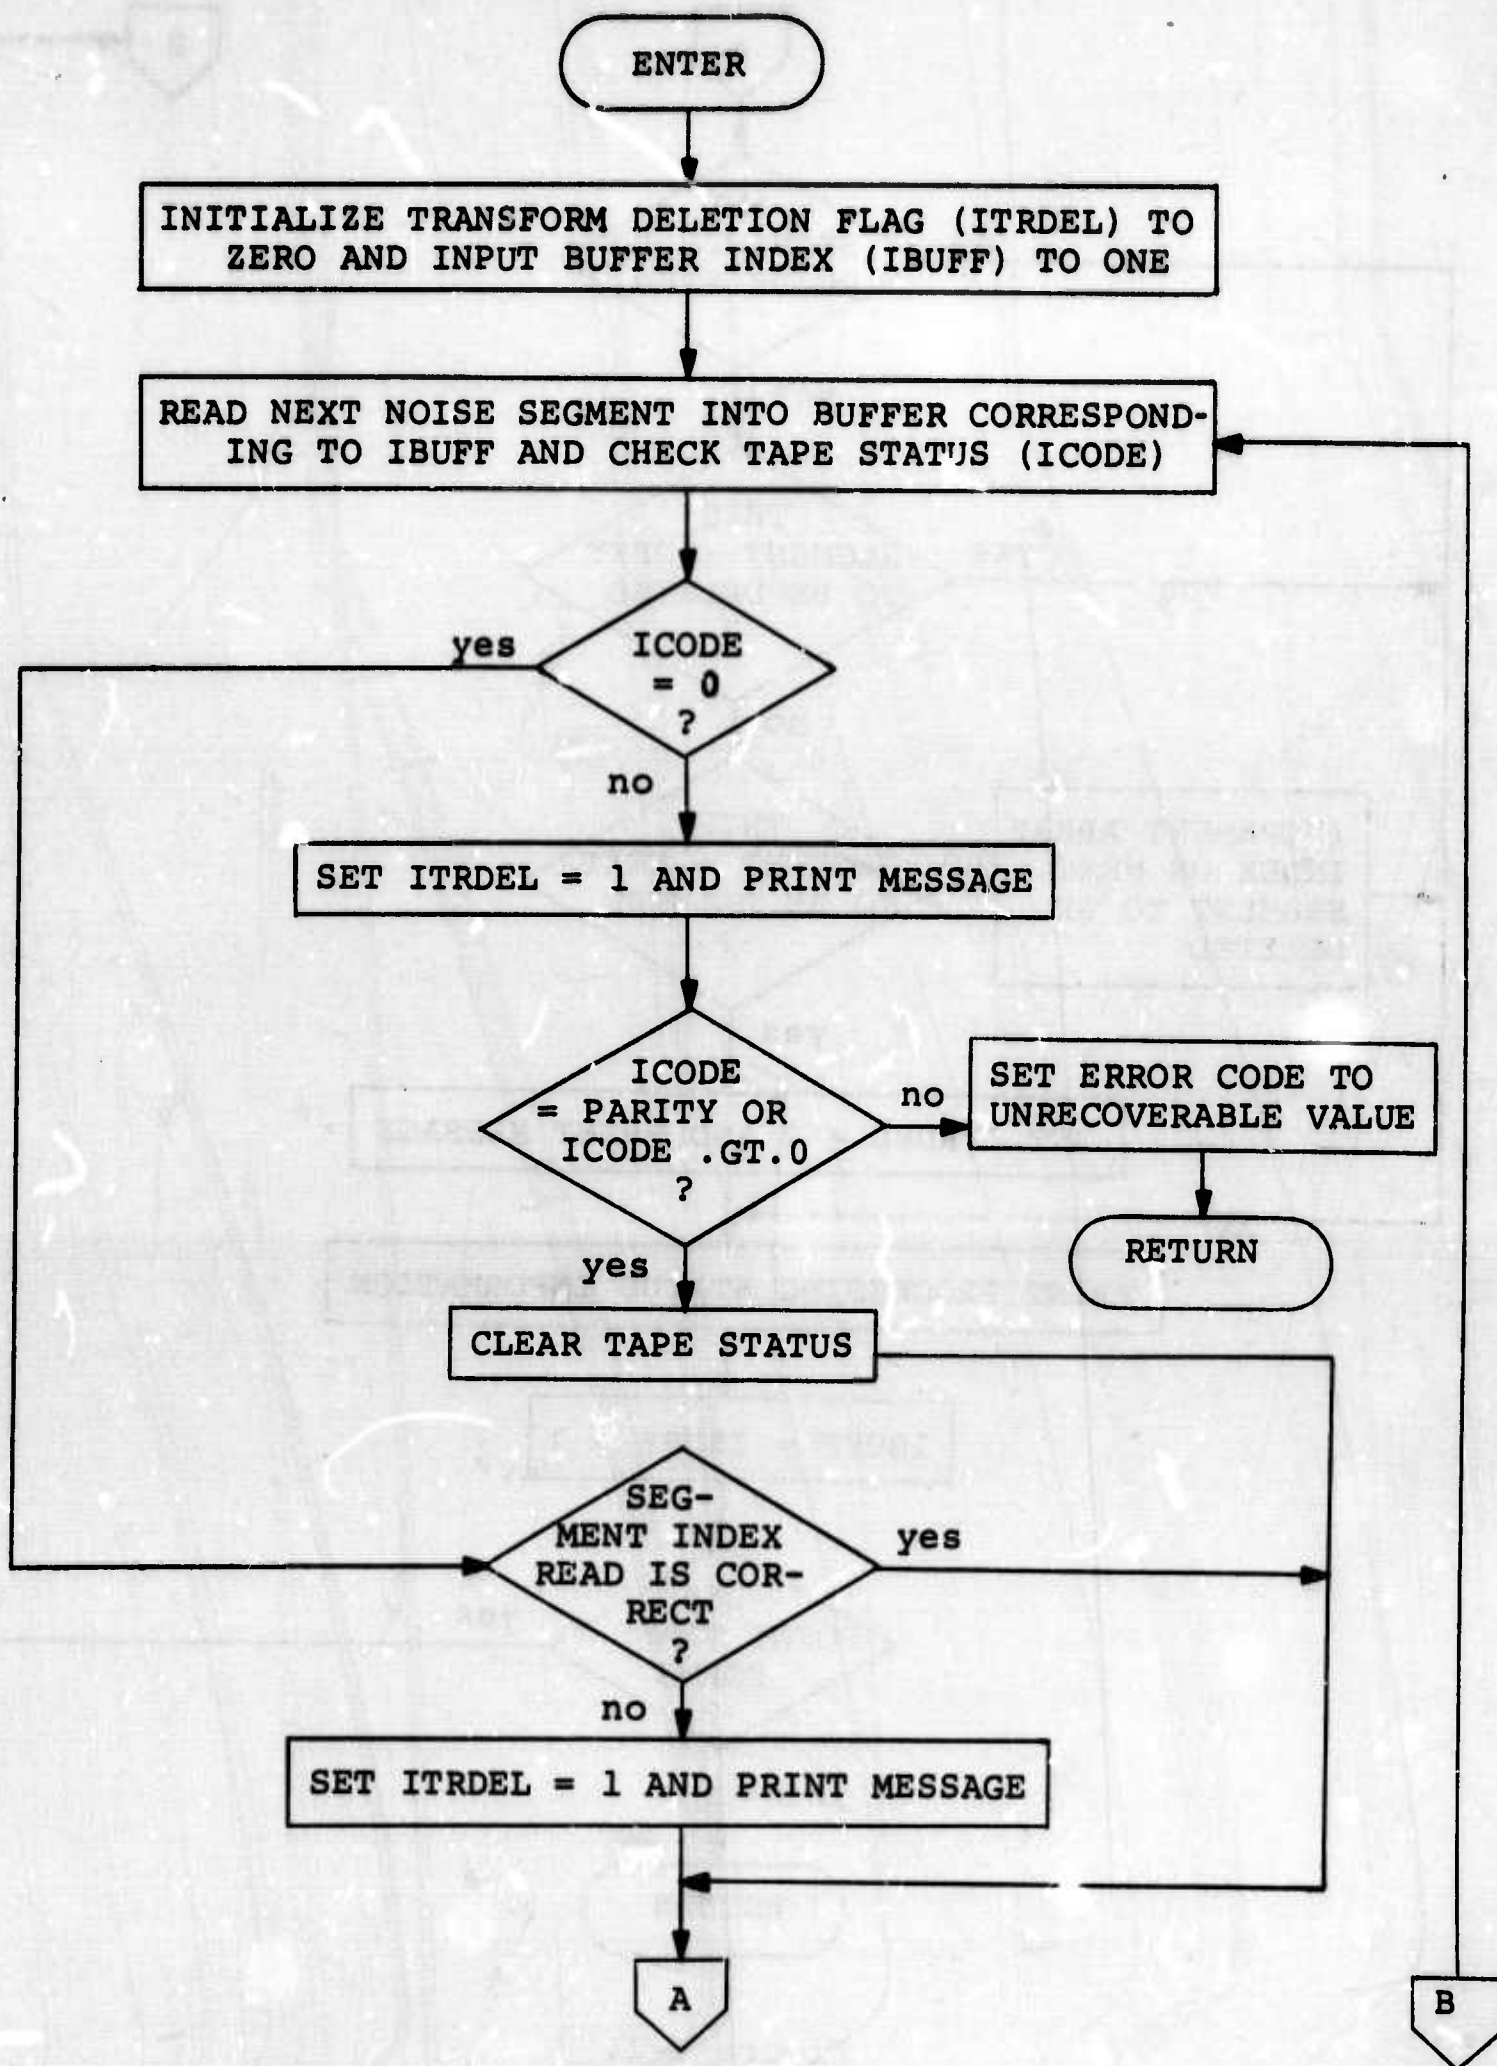 ENTER
INITIALIZE TRANSFORM DELETION FLAG (ITRDEL) TO
ZERO AND INPUT BUFFER INDEX (IBUFF) TO ONE
READ NEXT NOISE SEGMENT INTO BUFFER CORRESPOND-
ING TO IBUFF AND CHECK TAPE STATUS (ICODE)
yes
ICODE
= 0
?
no
SET ITRDEL = 1 AND PRINT MESSAGE
ICODE
= PARITY OR
ICODE .GT.0
?
no
SET ERROR CODE TO
UNRECOVERABLE VALUE
RETURN
yes
CLEAR TAPE STATUS
SEG-
MENT INDEX
READ IS COR-
RECT
?
yes
no
SET ITRDEL = 1 AND PRINT MESSAGE
A
B